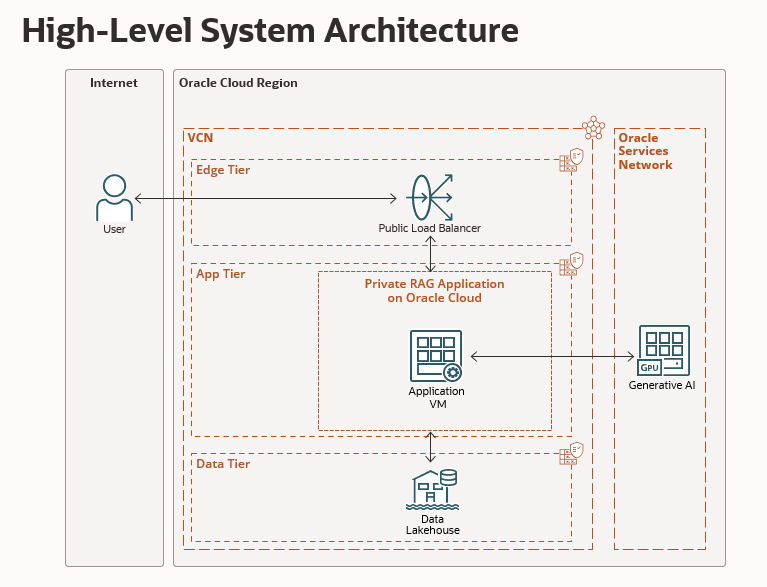 High-Level System Architecture
Internet
Oracle Cloud Region
VCN
Oracle
Services
Network
Edge Tier
User
Public Load Balancer
App Tier
Private RAG Application
on Oracle Cloud
Application
VM
GPU
Generative AI
Data Tier
Data
Lakehouse